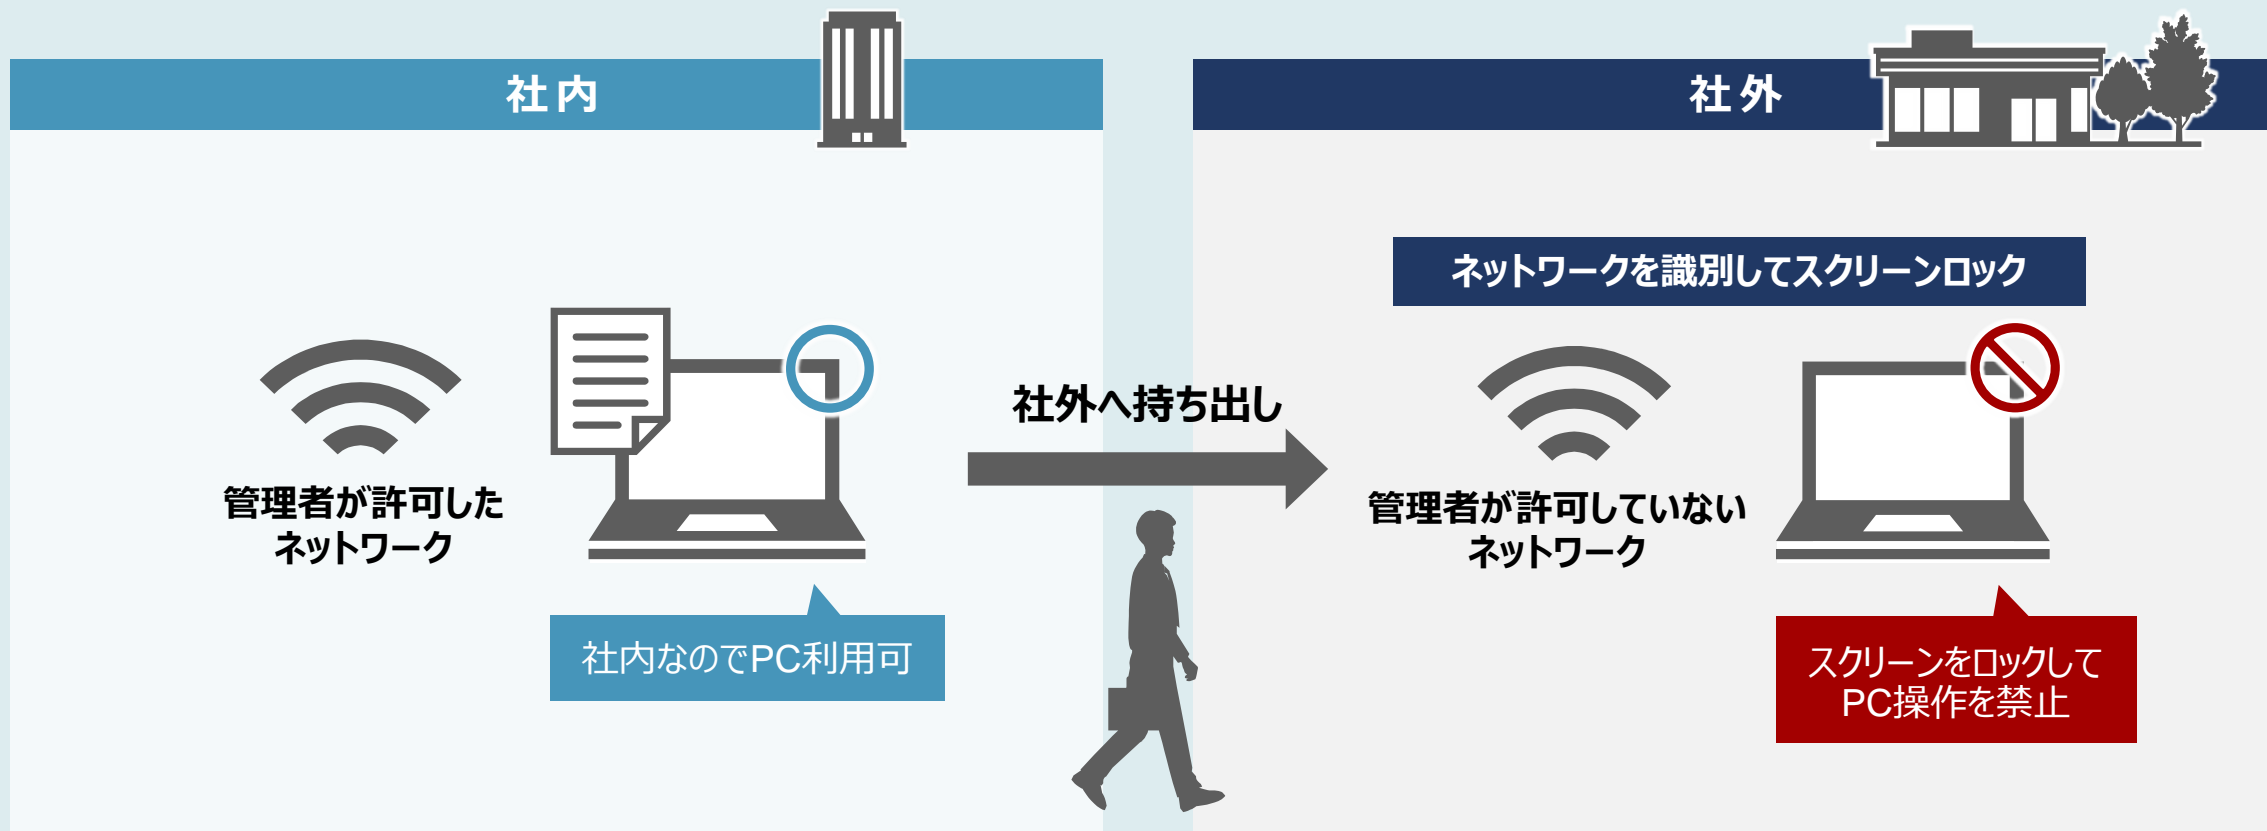 社内
社外
ネットワークを識別してスクリーンロック
社外へ持ち出し
管理者が許可した
ネットワーク
管理者が許可していない
ネットワーク
社内なのでPC利用可
スクリーンをロックして
PC操作を禁止